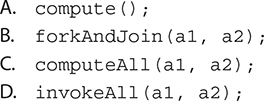 A. compute();
B. forkAndJoin(a1, a2);
C. computeAll(a1, a2);
D. invokeAll(a1, a2);